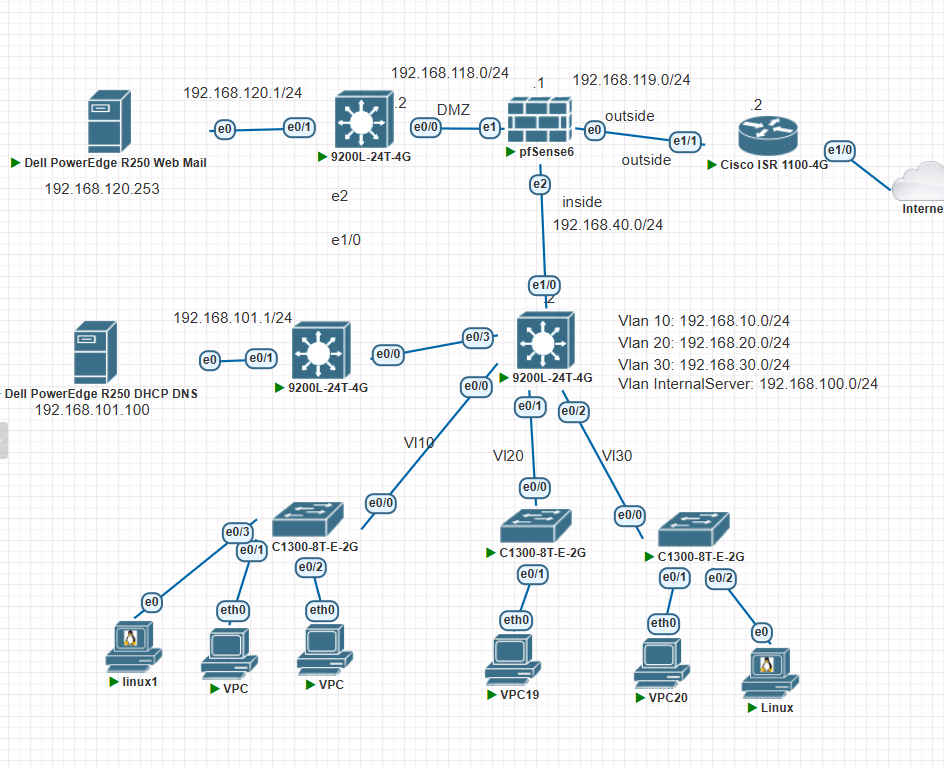 192.168.118.0/24
.1
192.168.119.0/24
192.168.120.1/24
.2
DMZ
outside
.2
e0
e0/1
e0/0
e1
e0
e1/1
e1/0
Dell PowerEdge R250 Web Mail
9200L-24T-4G
pfSense6
outside
Cisco ISR 1100-4G
192.168.120.253
e2
e2
inside
Interne
192.168.40.0/24
e1/0
e1/0
.2
192.168.101.1/24
Vlan 10: 192.168.10.0/24
Vlan 20: 192.168.20.0/24
Vlan 30: 192.168.30.0/24
Vlan InternalServer: 192.168.100.0/24
e0
e0/1
e0/0
e0/3
Dell PowerEdge R250 DHCP DNS
9200L-24T-4G
9200L-24T-4G
192.168.101.100
e0/0
e0/1
e0/2
Vl10
Vl20
Vl30
e0/0
e0/0
e0/0
e0/3
C1300-8T-E-2G
C1300-8T-E-2G
C1300-8T-E-2G
e0/1
e0/2
e0/1
e0/1
e0/2
e0
eth0
eth0
eth0
eth0
e0
linux1
VPC
VPC
VPC19
VPC20
Linux